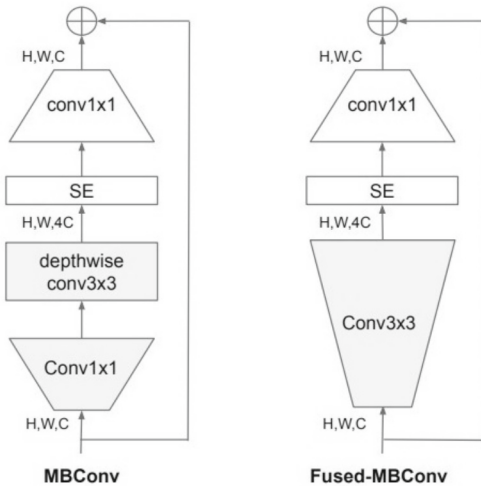 H,W,C
conv1x1
SE
H,W,4C
depthwise
conv3x3
Conv1x1
H,W,C
MBConv
H,W,C
conv1x1
SE
H,W,4C
Conv3x3
H,W,C
Fused-MBConv